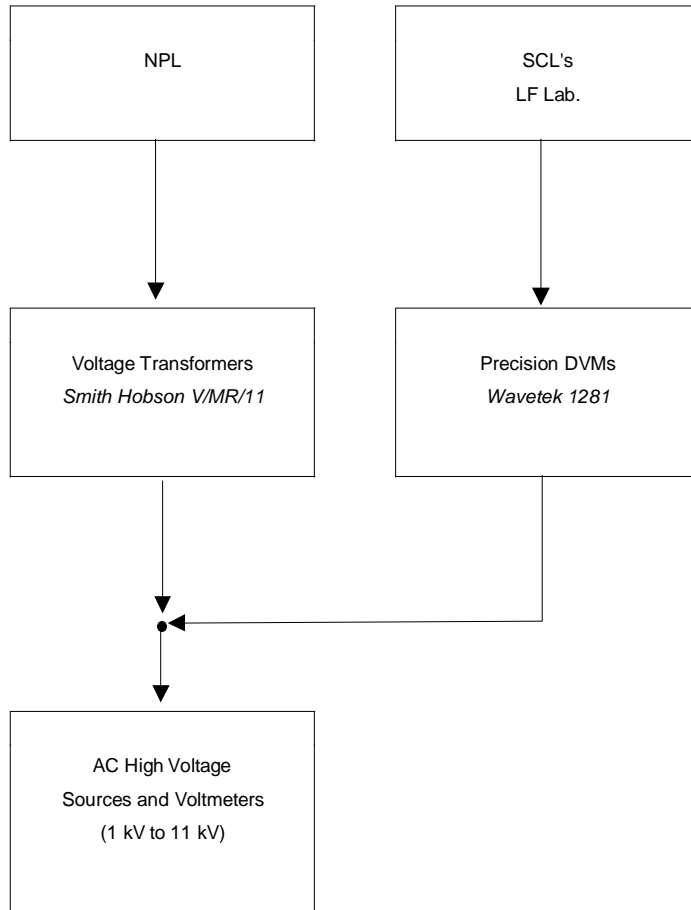 NPL
SCL's
LF Lab.
Voltage Transformers
Smith Hobson V/MR/11
Precision DVMs
Wavetek 1281
AC High Voltage
Sources and Voltmeters
(1 kV to 11 kV)